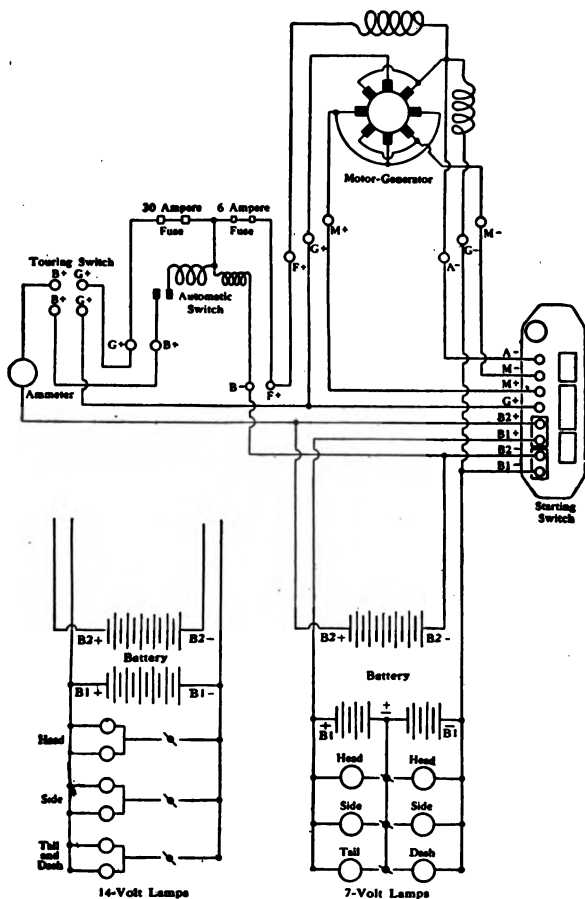 Motor-Generator
30 Ampere
Fuse
6 Ampere
Fuse
M+
M-
G+
G-
F+
A-
Touring Switch
B+ G+
B+ G+
Automatic
Switch
G+
B+
B-
F+
Ammeter
A-
M-
M+
G+
B2+
B1+
B2-
B1-
Starting
Switch
B2+ B2-
Battery
B1+ B1-
Head
Side
Tail
and
Dash
14-Volt Lamps
B2+ B2-
Battery
+ ± -
B1 B1
Head Head
Side Side
Tail Dash
7-Volt Lamps